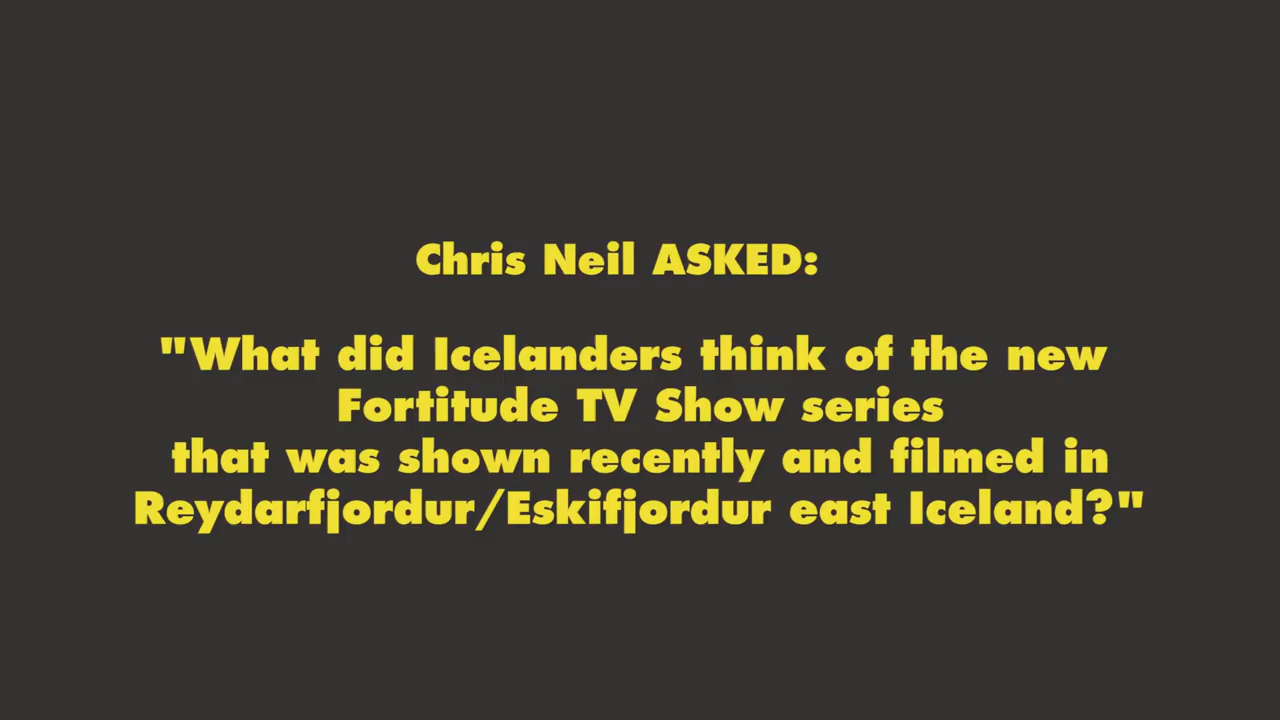 Chris Neil ASKED:
"What did Icelanders think of the new
Fortitude TV Show series
that was shown recently and filmed in
Reydarfjordur/Eskifjordur east Iceland?"